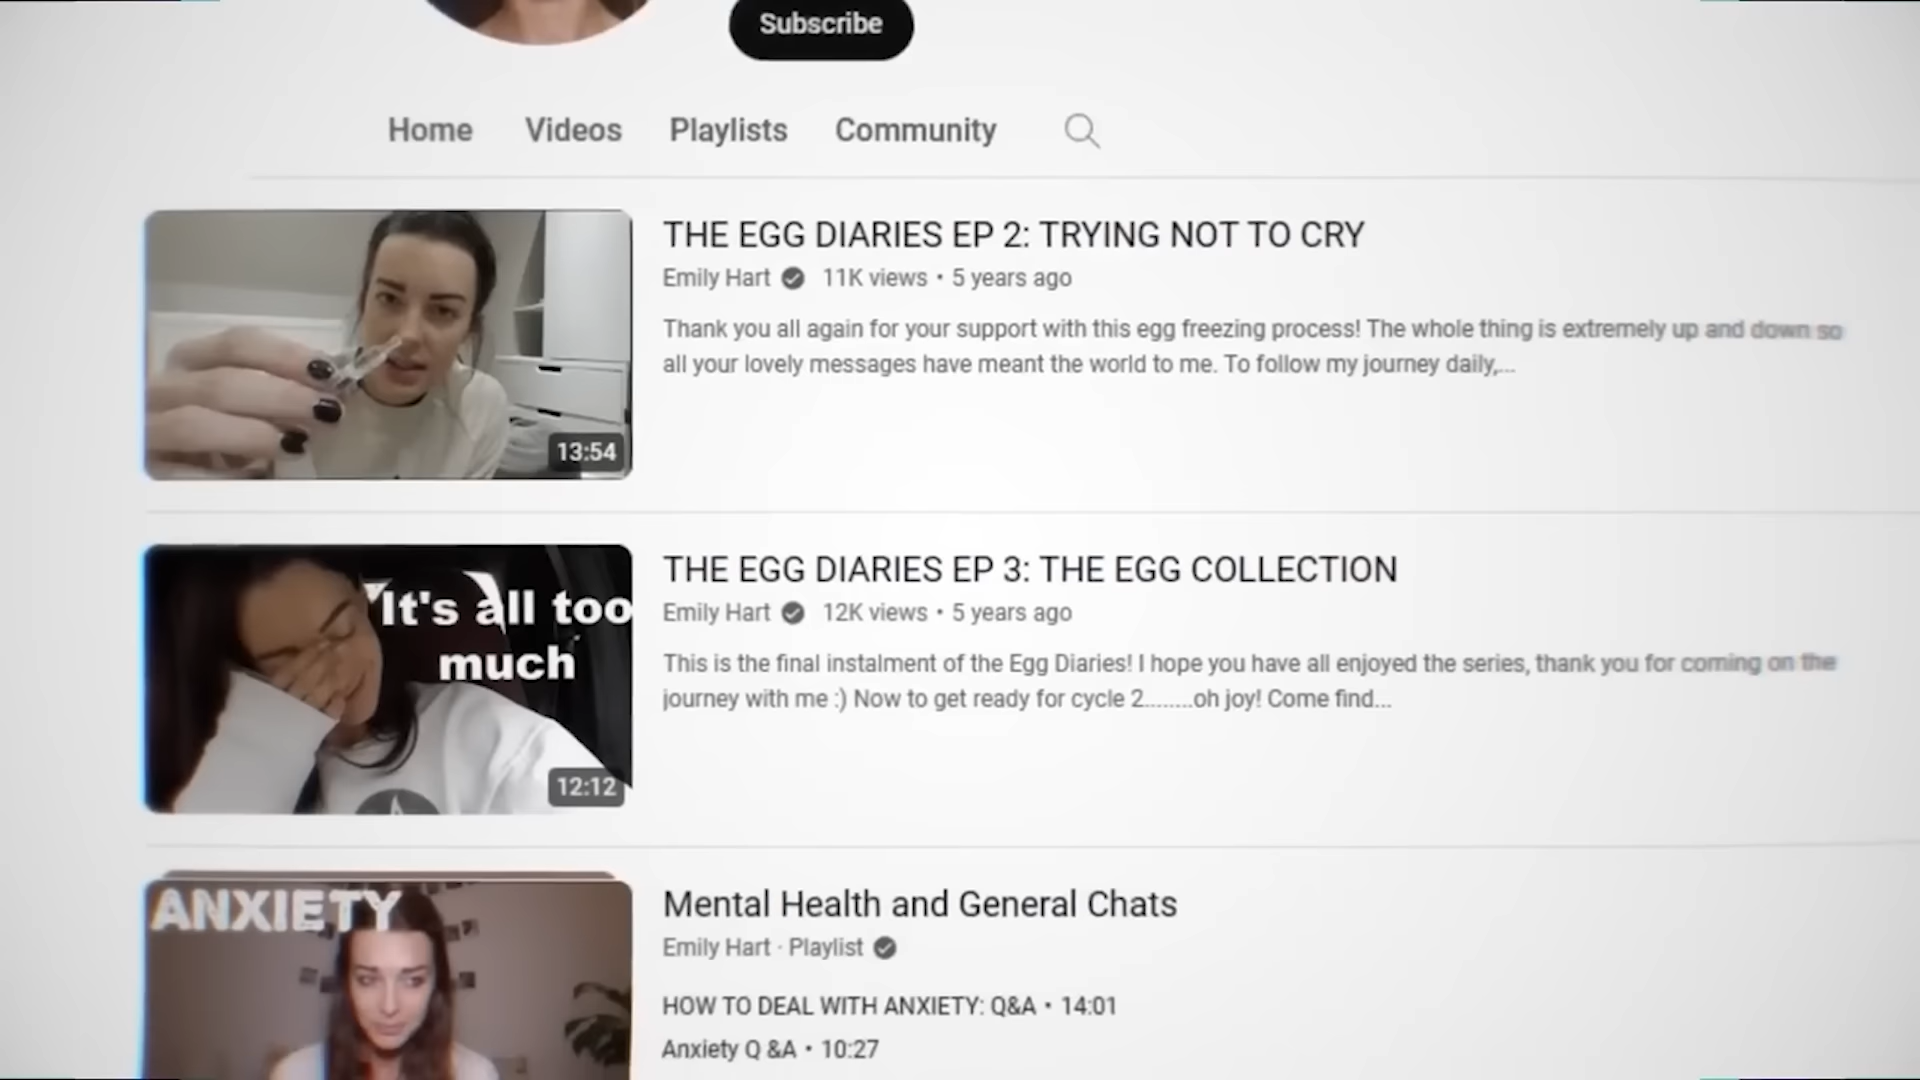 Subscribe
Home Videos Playlists Community
THE EGG DIARIES EP 2: TRYING NOT TO CRY
Emily Hart 11K views • 5 years ago
Thank you all again for your support with this egg freezing process! The whole thing is extremely up and down so
all your lovely messages have meant the world to me. To follow my journey daily,...
13:54
It's all too
much
12:12
THE EGG DIARIES EP 3: THE EGG COLLECTION
Emily Hart 12K views • 5 years ago
This is the final instalment of the Egg Diaries! I hope you have all enjoyed the series, thank you for coming on the
journey with me :) Now to get ready for cycle 2........oh joy! Come find...
ANXIETY
Mental Health and General Chats
Emily Hart · Playlist
HOW TO DEAL WITH ANXIETY: Q&A • 14:01
Anxiety Q &A • 10:27